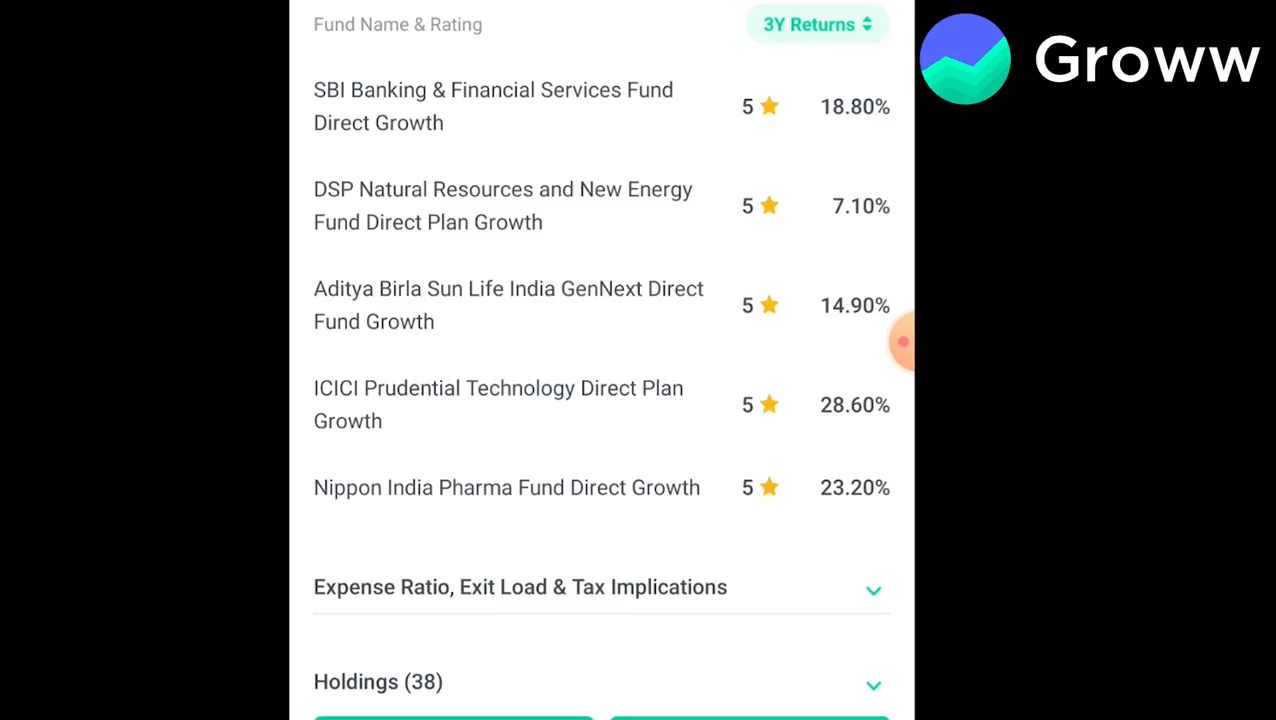 Fund Name & Rating
3Y Returns
Groww
SBI Banking & Financial Services Fund
Direct Growth
5
18.80%
DSP Natural Resources and New Energy
Fund Direct Plan Growth
5
7.10%
Aditya Birla Sun Life India GenNext Direct
Fund Growth
5
14.90%
ICICI Prudential Technology Direct Plan
Growth
5
28.60%
Nippon India Pharma Fund Direct Growth
5
23.20%
Expense Ratio, Exit Load & Tax Implications
Holdings (38)